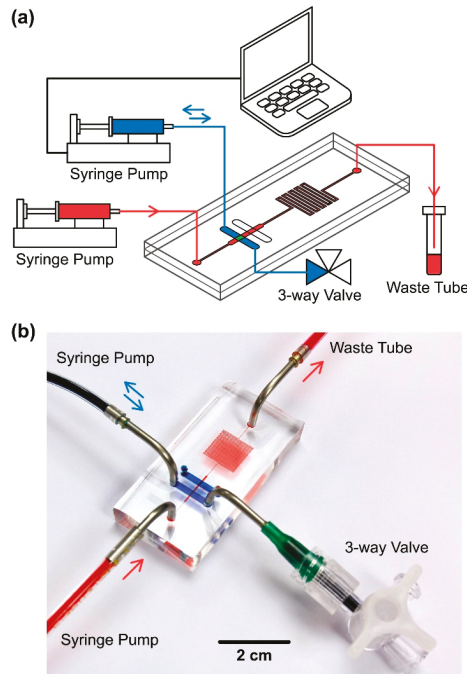 (a)
Syringe Pump
Syringe Pump
3-way Valve
Waste Tube
(b)
Syringe Pump
Waste Tube
3-way Valve
Syringe Pump
2 cm